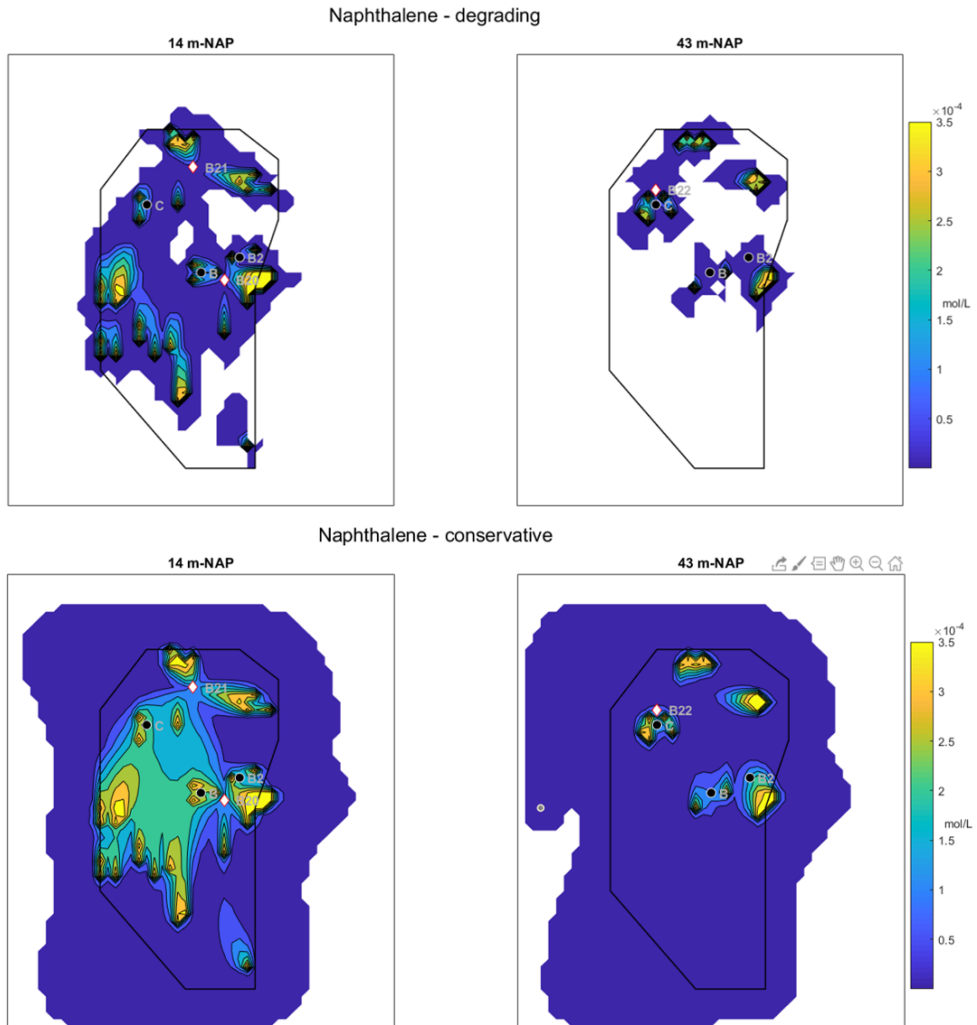 Naphthalene - degrading
14 m-NAP
43 m-NAP
×10⁻⁴
3.5
3
2.5
2
mol/L
1.5
1
0.5
B21
C
B2
B
B22
C
B2
B
Naphthalene - conservative
14 m-NAP
43 m-NAP
×10⁻⁴
3.5
3
2.5
2
mol/L
1.5
1
0.5
B21
C
B2
B22
C
B2
B